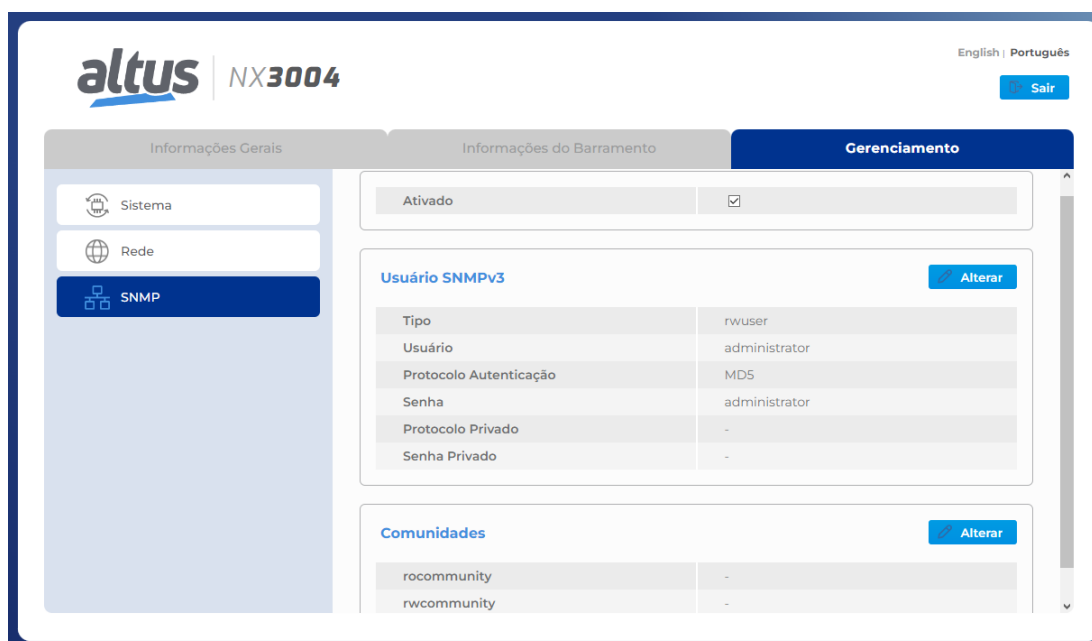 English | Português
altus NX3004
Sair
Informações Gerais Informações do Barramento Gerenciamento
Sistema
Rede
SNMP
Ativado
Usuário SNMPv3 Alterar
Tipo rwuser
Usuário administrator
Protocolo Autenticação MD5
Senha administrator
Protocolo Privado -
Senha Privado -
Comunidades Alterar
rocommunity -
rwcommunity -